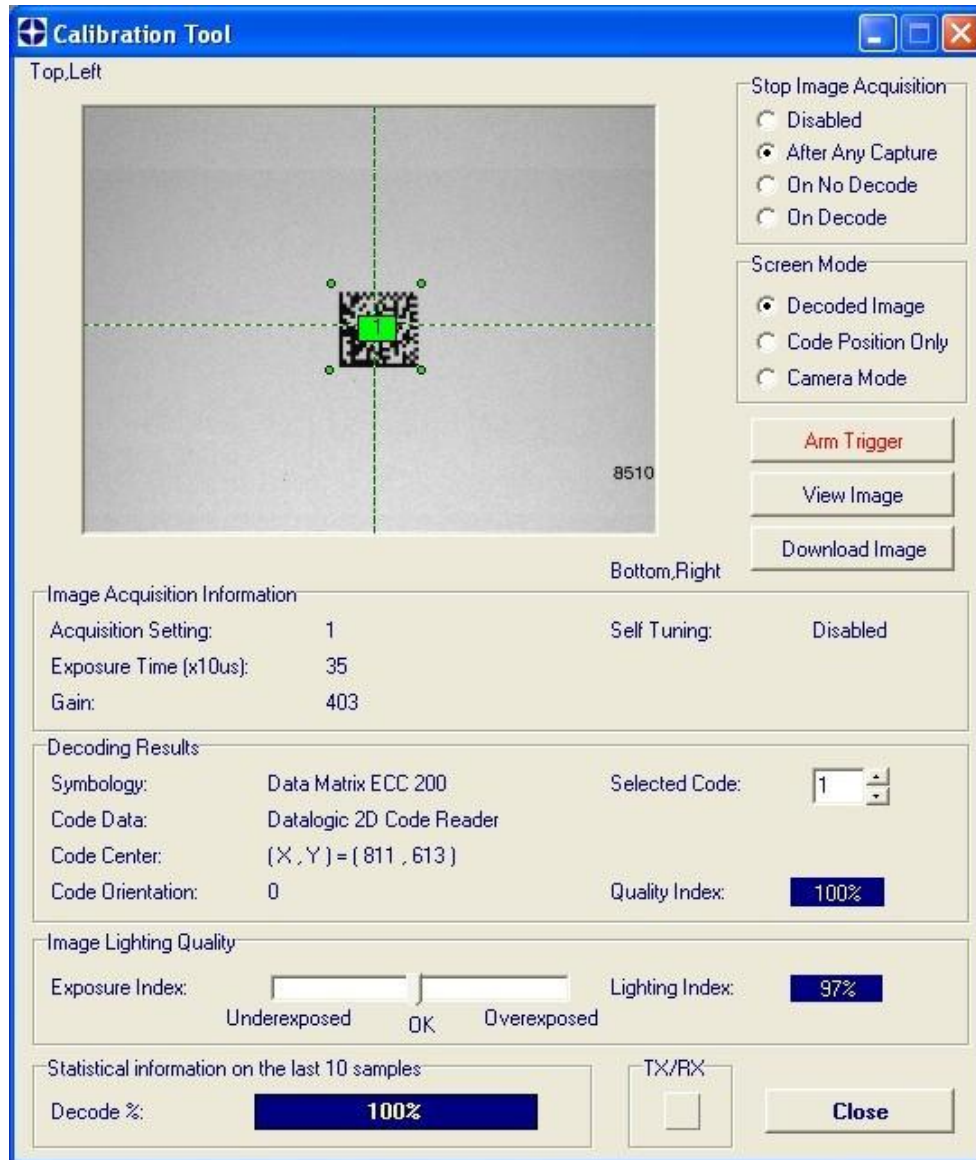 Calibration Tool
Top,Left
1
8510
Bottom,Right
Stop Image Acquisition
Disabled
After Any Capture
On No Decode
On Decode
Screen Mode
Decoded Image
Code Position Only
Camera Mode
Arm Trigger
View Image
Download Image
Image Acquisition Information
Acquisition Setting: 1 Self Tuning: Disabled
Exposure Time (x10us): 35
Gain: 403
Decoding Results
Symbology: Data Matrix ECC 200 Selected Code: 1
Code Data: Datalogic 2D Code Reader
Code Center: ( X , Y ) = ( 811 , 613 )
Code Orientation: 0 Quality Index: 100%
Image Lighting Quality
Exposure Index: Lighting Index: 97%
Underexposed OK Overexposed
Statistical information on the last 10 samples
Decode %: 100%
TX/RX
Close